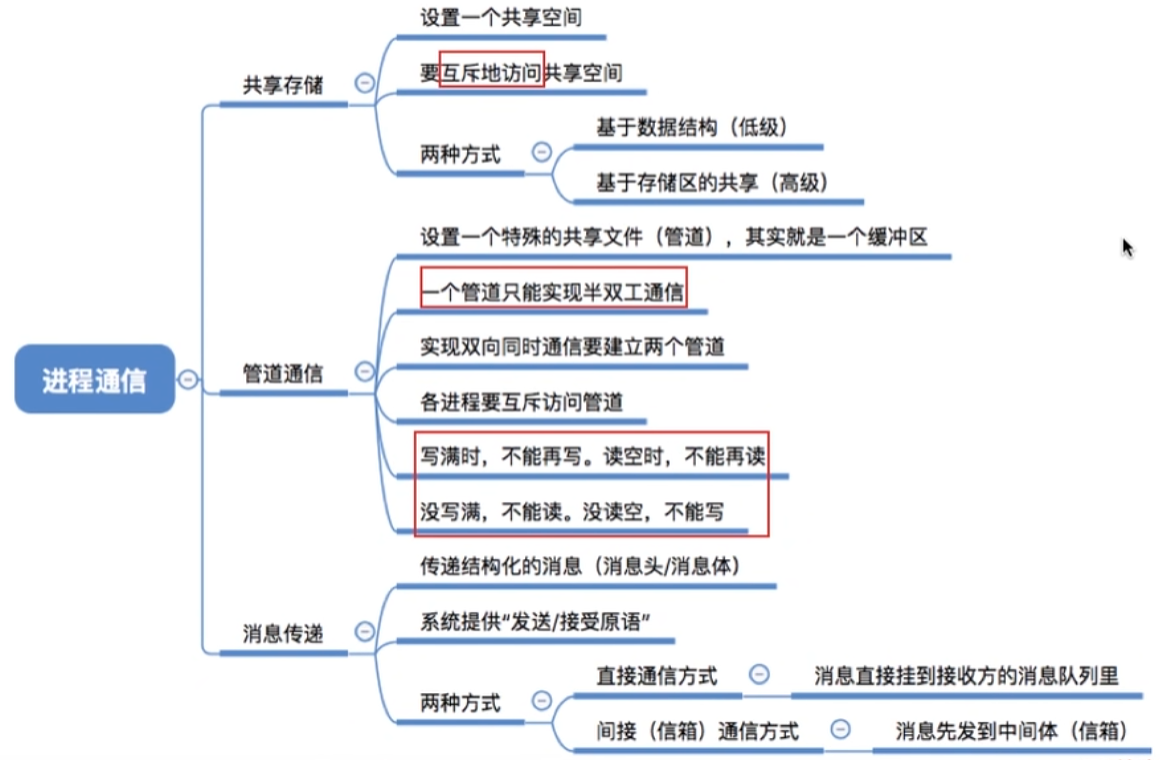 进程通信
共享存储
设置一个共享空间
要互斥地访问共享空间
两种方式
基于数据结构（低级）
基于存储区的共享（高级）
管道通信
设置一个特殊的共享文件（管道），其实就是一个缓冲区
一个管道只能实现半双工通信
实现双向同时通信要建立两个管道
各进程要互斥访问管道
写满时，不能再写。读空时，不能再读
没写满，不能读。没读空，不能写
消息传递
传递结构化的消息（消息头/消息体）
系统提供“发送/接受原语”
两种方式
直接通信方式
消息直接挂到接收方的消息队列里
间接（信箱）通信方式
消息先发到中间体（信箱）